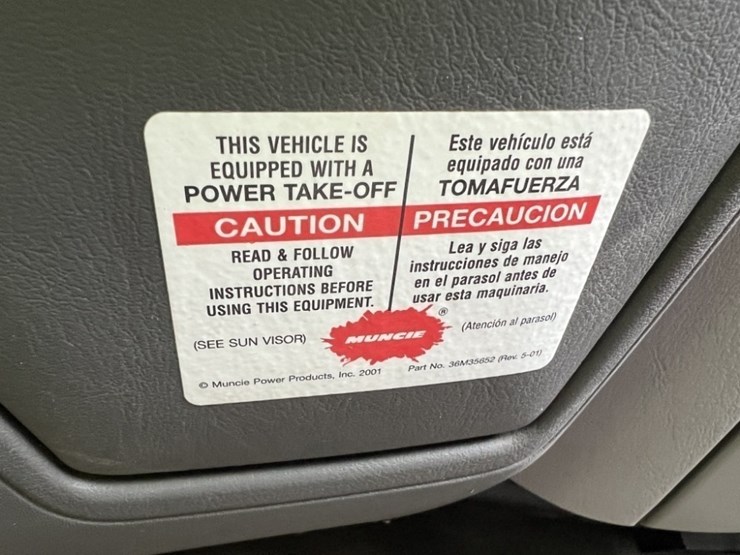 THIS VEHICLE IS
EQUIPPED WITH A
POWER TAKE-OFF
CAUTION
READ & FOLLOW
OPERATING
INSTRUCTIONS BEFORE
USING THIS EQUIPMENT.
(SEE SUN VISOR)
Este vehículo está
equipado con una
TOMAFUERZA
PRECAUCION
Lea y siga las
instrucciones de manejo
en el parasol antes de
usar esta maquinaria.
(Atención al parasol)
MUNCIE ®
© Muncie Power Products, Inc. 2001
Part No. 36M35652 (Rev. 5-01)